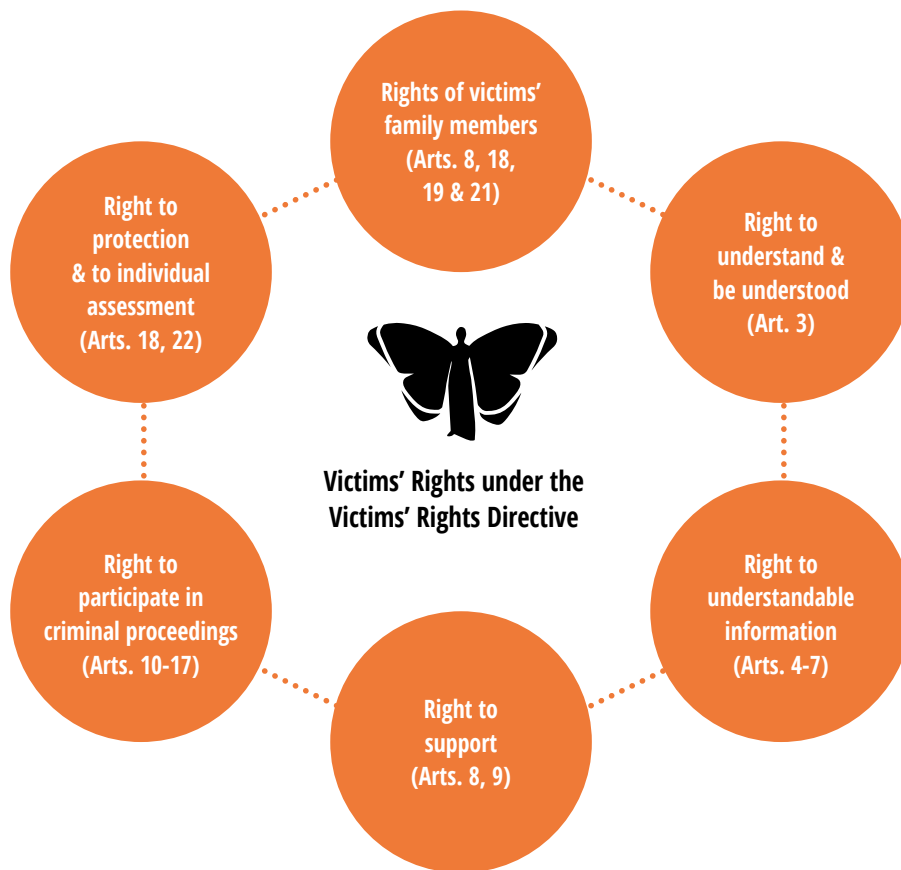 Rights of victims’
family members
(Arts. 8, 18,
19 & 21)
Right to
protection
& to individual
assessment
(Arts. 18, 22)
Right to
understand &
be understood
(Art. 3)
Victims’ Rights under the
Victims’ Rights Directive
Right to
participate in
criminal proceedings
(Arts. 10-17)
Right to
understandable
information
(Arts. 4-7)
Right to
support
(Arts. 8, 9)